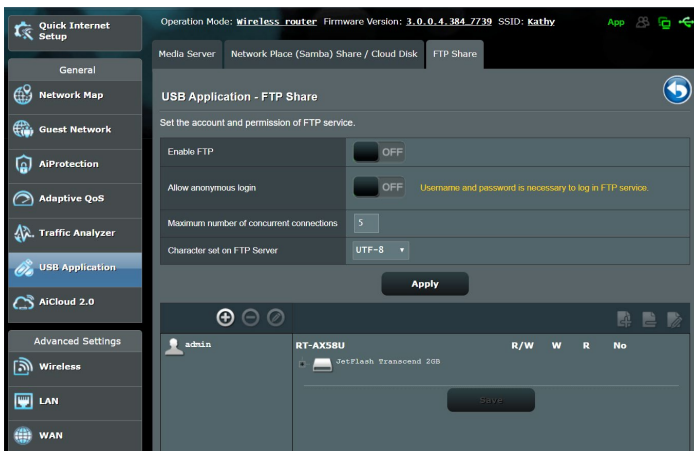 Quick Internet
Setup
General
Network Map
Guest Network
AiProtection
Adaptive QoS
Traffic Analyzer
USB Application
AiCloud 2.0
Advanced Settings
Wireless
LAN
WAN
Operation Mode: Wireless router Firmware Version: 3.0.0.4.384_7739 SSID: Kathy App
Media Server Network Place (Samba) Share / Cloud Disk FTP Share
USB Application - FTP Share
Set the account and permission of FTP service.
Enable FTP OFF
Allow anonymous login OFF Username and password is necessary to log in FTP service.
Maximum number of concurrent connections 5
Character set on FTP Server UTF-8
Apply
admin RT-AX58U R/W W R No
JetFlash Transcend 2GB
Save